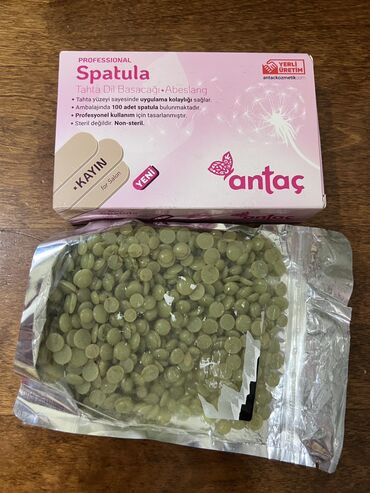 PROFESSIONAL
Spatula
Tahta Dil Basacağı • Abeslang
• Tahta yüzeyi sayesinde uygulama kolaylığı sağlar.
• Ambalajında 100 adet spatula bulunmaktadır.
• Profesyonel kullanım için tasarlanmıştır.
• Steril değildir. Non-steril.
YERLİ
ÜRETİM
antackozmetik.com
• KAYIN
for Salon
YENİ
antaç